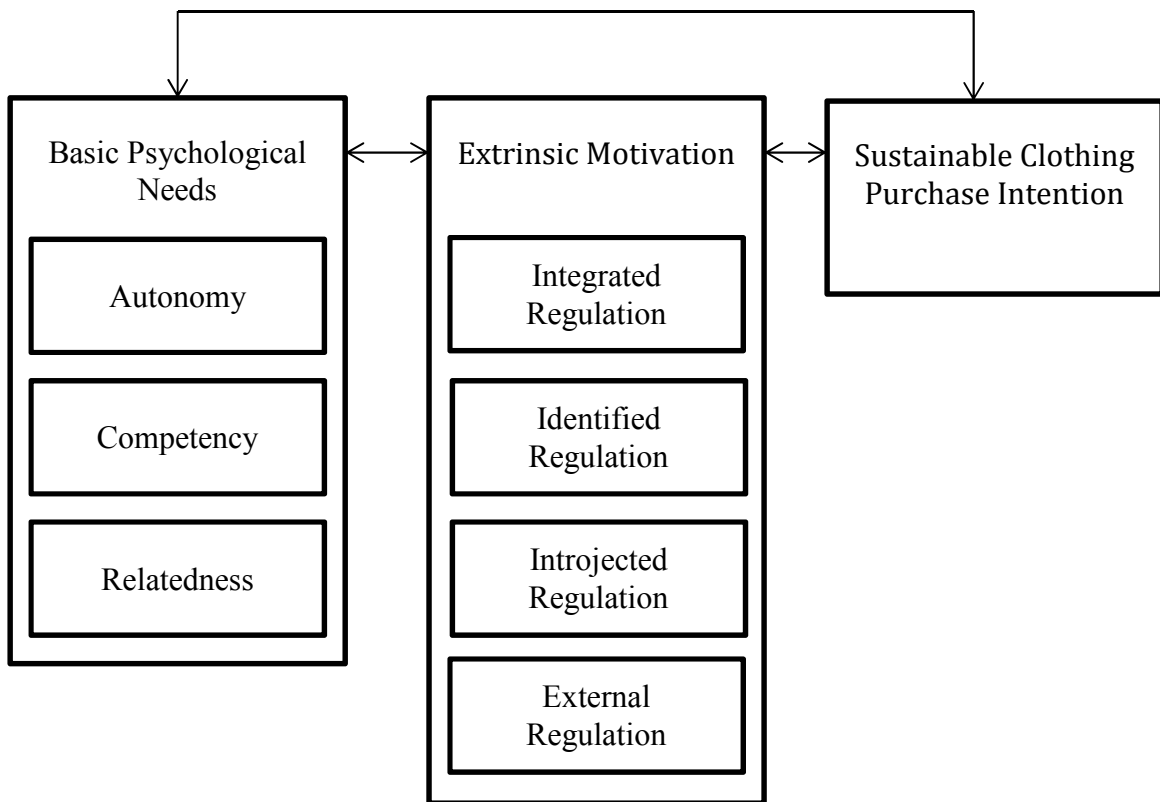 Basic Psychological
Needs
Autonomy
Competency
Relatedness
Extrinsic Motivation
Integrated
Regulation
Identified
Regulation
Introjected
Regulation
External
Regulation
Sustainable Clothing
Purchase Intention